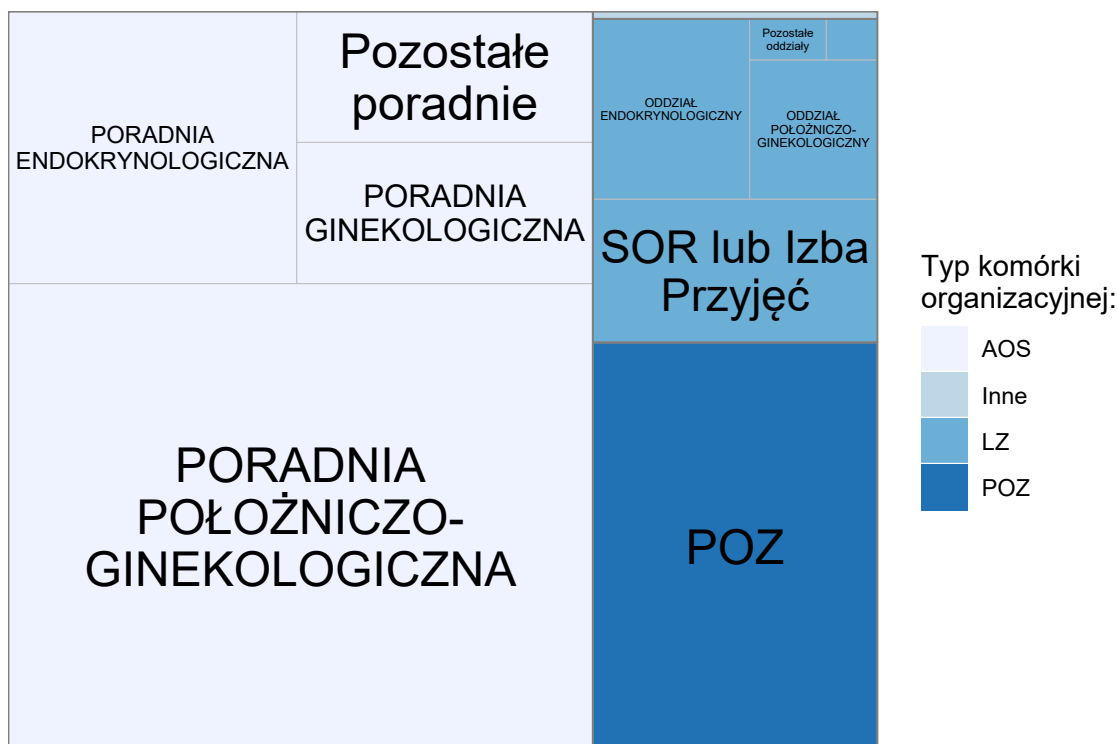 Pozostałe
poradnie
PORADNIA
ENDOKRYNOLOGICZNA
PORADNIA
GINEKOLOGICZNA
PORADNIA
POŁOŻNICZO-
GINEKOLOGICZNA
Pozostałe
oddziały
ODDZIAŁ
ENDOKRYNOLOGICZNY
ODDZIAŁ
POŁOŻNICZO-
GINEKOLOGICZNY
SOR lub Izba
Przyjęć
POZ
Typ komórki
organizacyjnej:
AOS
Inne
LZ
POZ